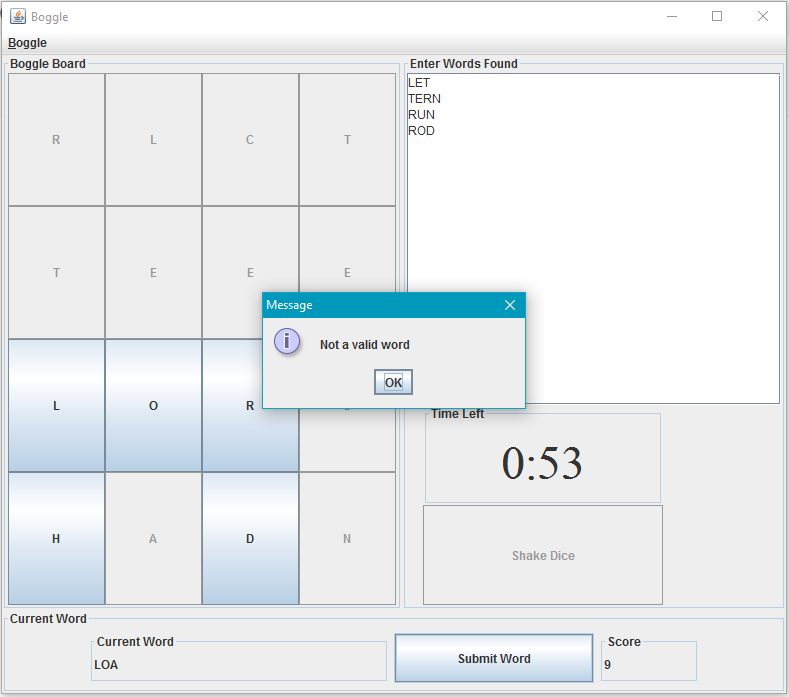 Boggle
Boggle
Boggle Board
R L C T
T E E E
L O R
H A D N
Enter Words Found
LET
TERN
RUN
ROD
Message
Not a valid word
OK
Time Left
0:53
Shake Dice
Current Word
Current Word
LOA
Submit Word
Score
9